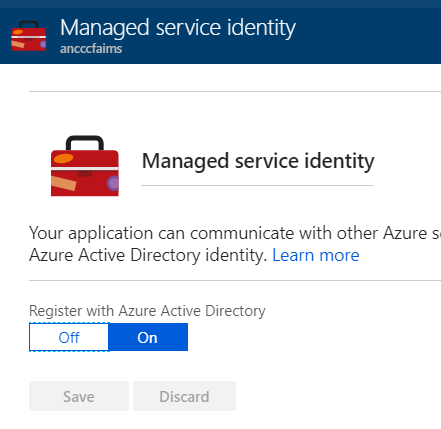 Managed service identity
ancccfaims
Managed service identity
Your application can communicate with other Azure
Azure Active Directory identity. Learn more
Register with Azure Active Directory
Off On
Save Discard